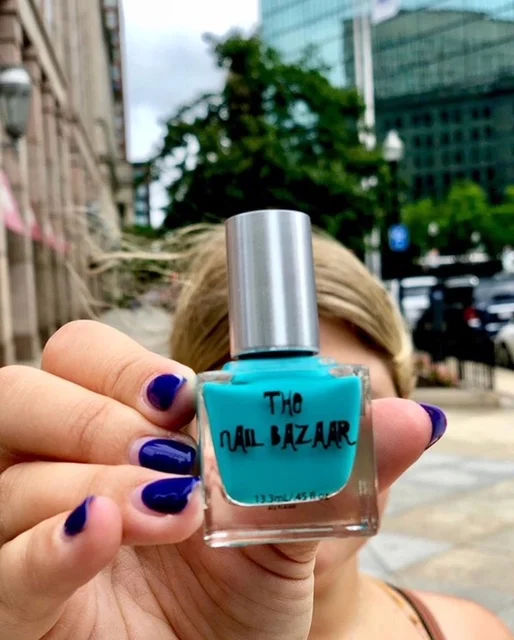 THe
NAIL BAZAAR
13.3mL/.45 fl oz